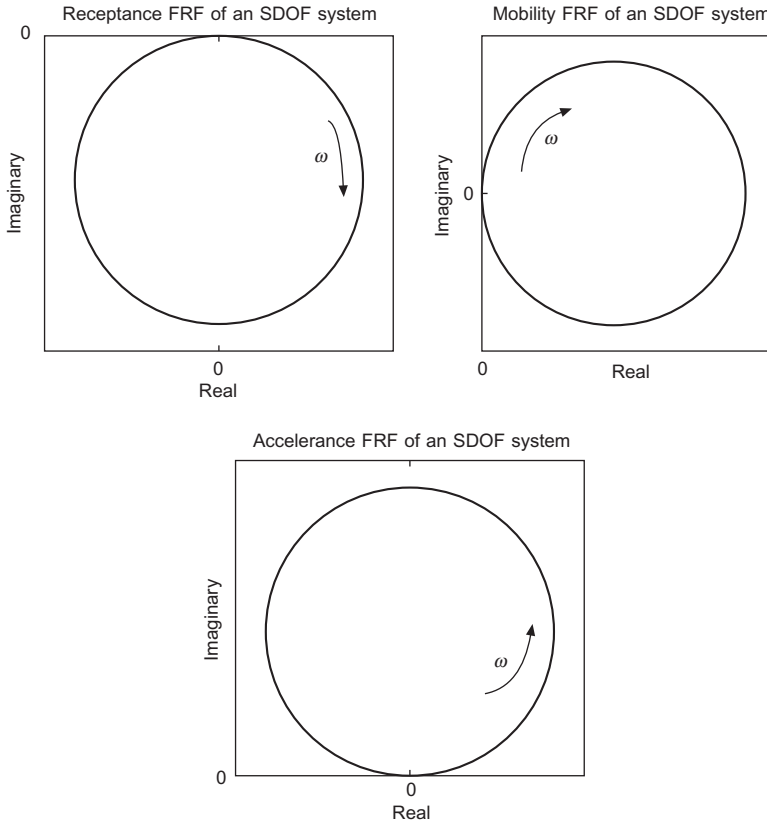 Receptance FRF of an SDOF system
0
Imaginary
ω
0
Real
Mobility FRF of an SDOF system
Imaginary
0
ω
0
Real
Accelerance FRF of an SDOF system
Imaginary
ω
0
0
Real